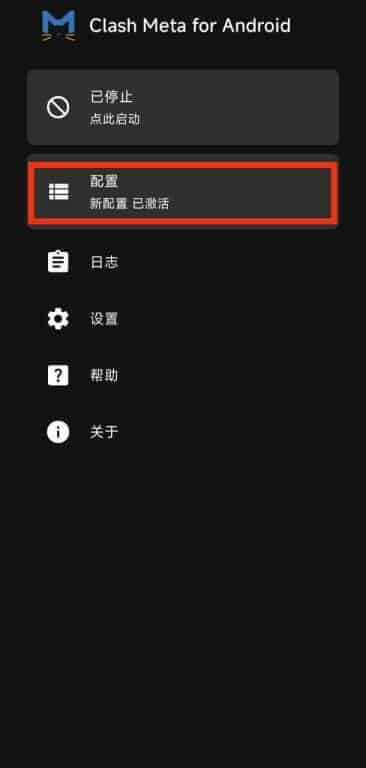 Clash Meta for Android
已停止
点此启动
配置
新配置 已激活
日志
设置
帮助
关于